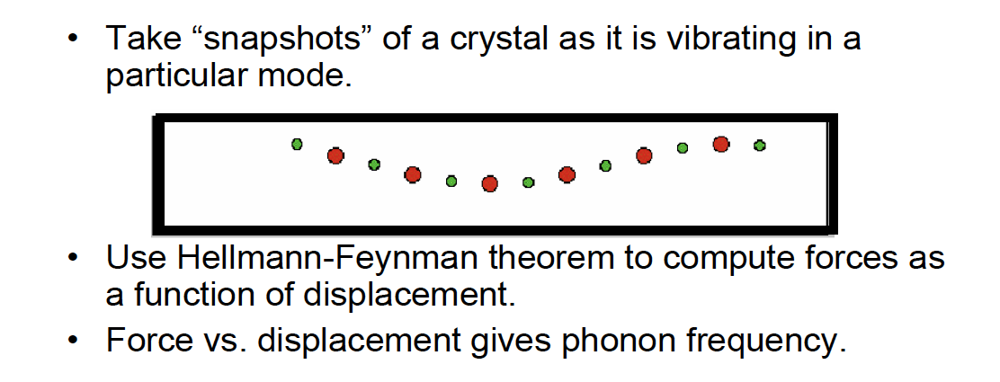 • Take “snapshots” of a crystal as it is vibrating in a
particular mode.
• Use Hellmann-Feynman theorem to compute forces as
a function of displacement.
• Force vs. displacement gives phonon frequency.